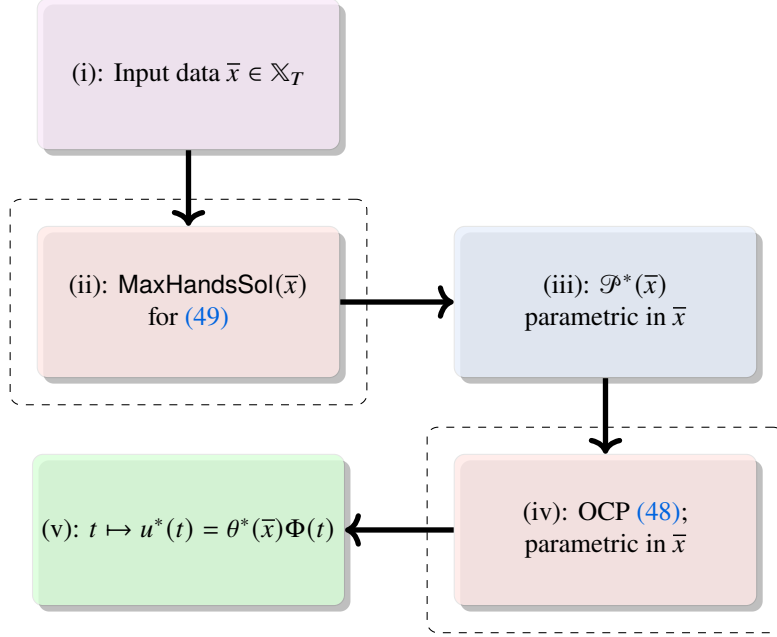 (i): Input data x̅ ∈ 𝕏_T
(ii): MaxHandsSol(x̅)
for (49)
(iii): 𝒫*(x̅)
parametric in x̅
(iv): OCP (48);
parametric in x̅
(v): t ↦ u*(t) = θ*(x̅)Φ(t)